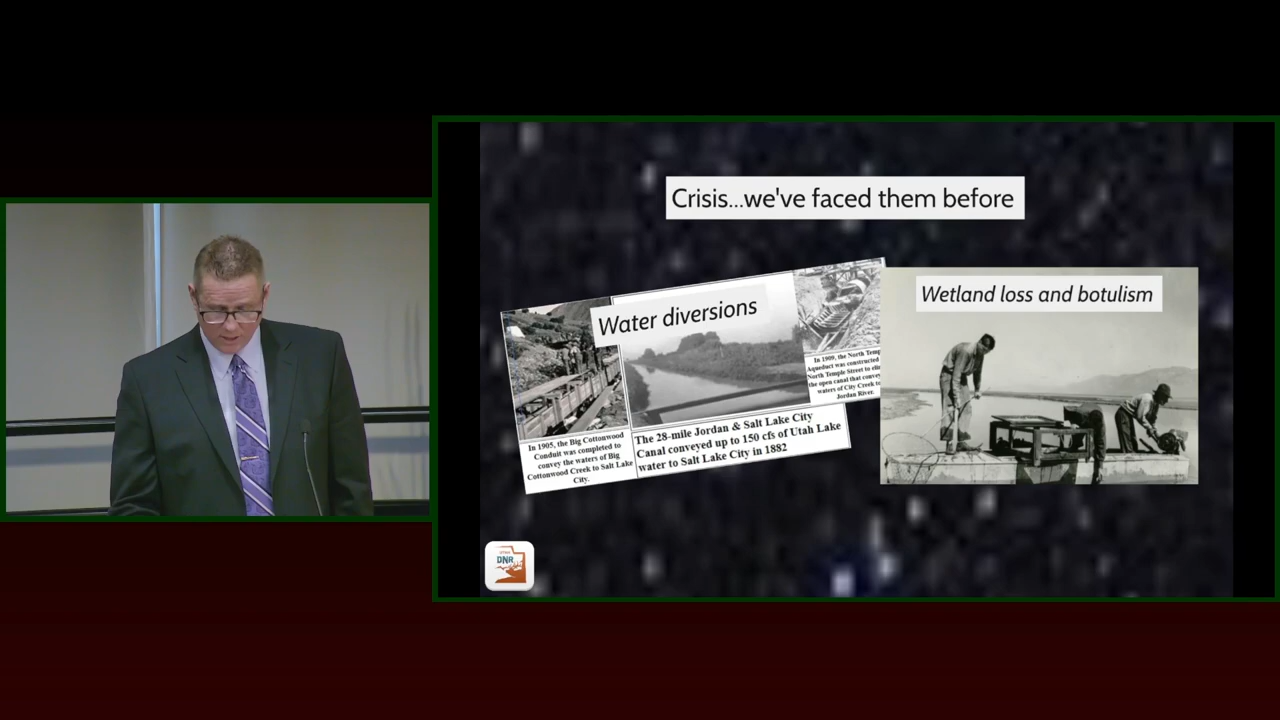 Crisis...we've faced them before
Water diversions
In 1905, the Big Cottonwood
Conduit was completed to
convey the waters of Big
Cottonwood Creek to Salt Lake
City.
The 28-mile Jordan & Salt Lake City
Canal conveyed up to 150 cfs of Utah Lake
water to Salt Lake City in 1882
In 1909, the North Temp
Aqueduct was constructed
North Temple Street to eli
the open canal that convey
waters of City Creek to
Jordan River.
Wetland loss and botulism
UTAH
DNR